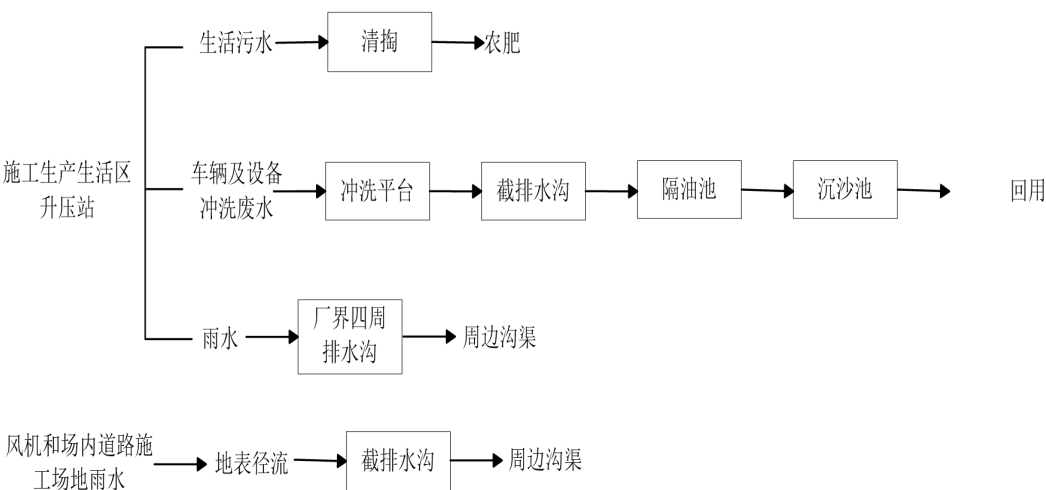 生活污水
清掏
农肥
施工生产生活区
升压站
车辆及设备
冲洗废水
冲洗平台
截排水沟
隔油池
沉沙池
回用
雨水
厂界四周
排水沟
周边沟渠
风机和场内道路施
工场地雨水
地表径流
截排水沟
周边沟渠